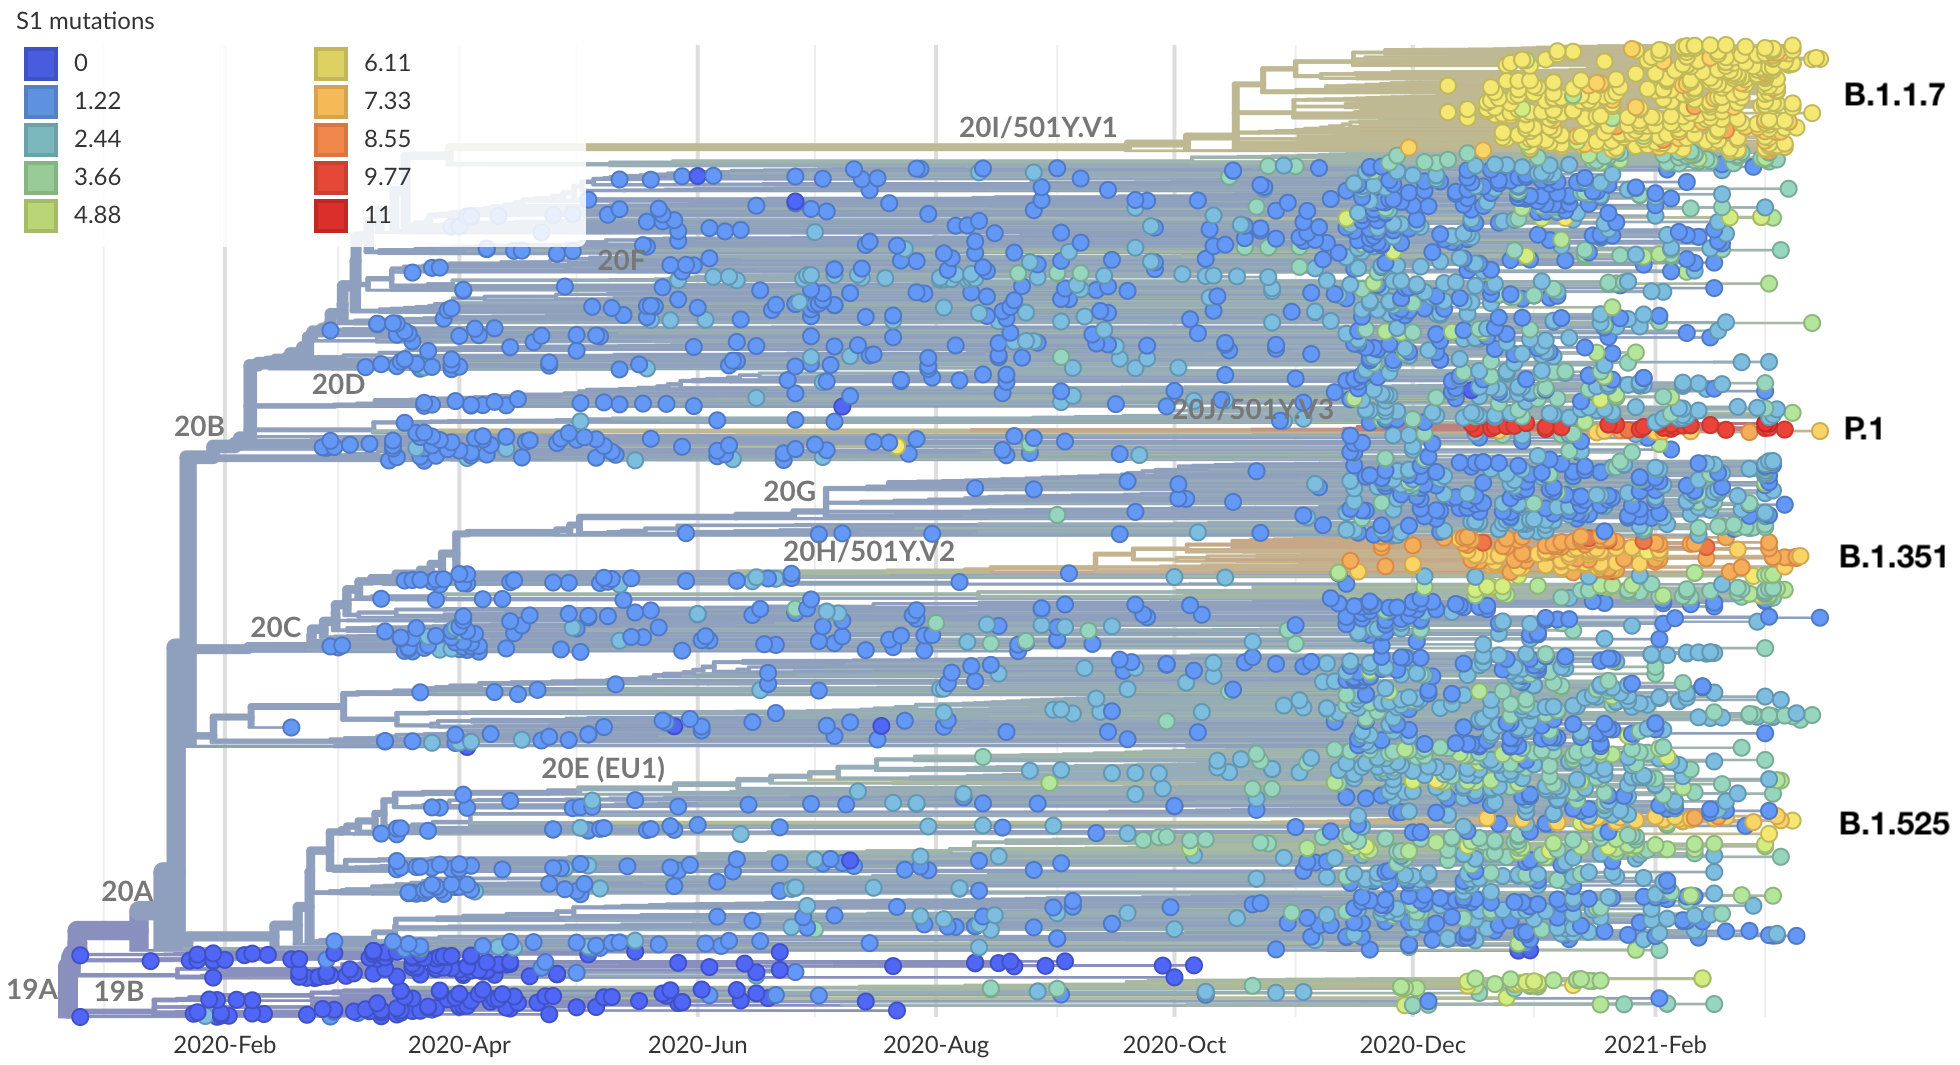 S1 mutations
0
1.22
2.44
3.66
4.88
6.11
7.33
8.55
9.77
11
B.1.1.7
20I/501Y.V1
20F
20D
20J/501Y.V3
20B
P.1
20G
20H/501Y.V2
B.1.351
20C
20E (EU1)
B.1.525
20A
19A
19B
2020-Feb
2020-Apr
2020-Jun
2020-Aug
2020-Oct
2020-Dec
2021-Feb